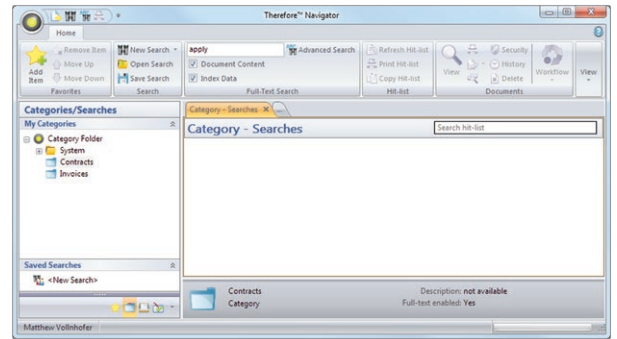 Therefore™ Navigator
Home
Add Item
Remove Item
Move Up
Move Down
Favorites
New Search
Open Search
Save Search
Search
apply
Advanced Search
Document Content
Index Data
Full-Text Search
Refresh Hit-list
Print Hit-list
Copy Hit-list
Hit-list
View
Security
History
Delete
Documents
Workflow
View
Categories/Searches
My Categories
Category Folder
System
Contracts
Invoices
Saved Searches
<New Search>
Category - Searches
Category - Searches
Search hit-list
Contracts
Category
Description: not available
Full-text enabled: Yes
Matthew Vollnhofer